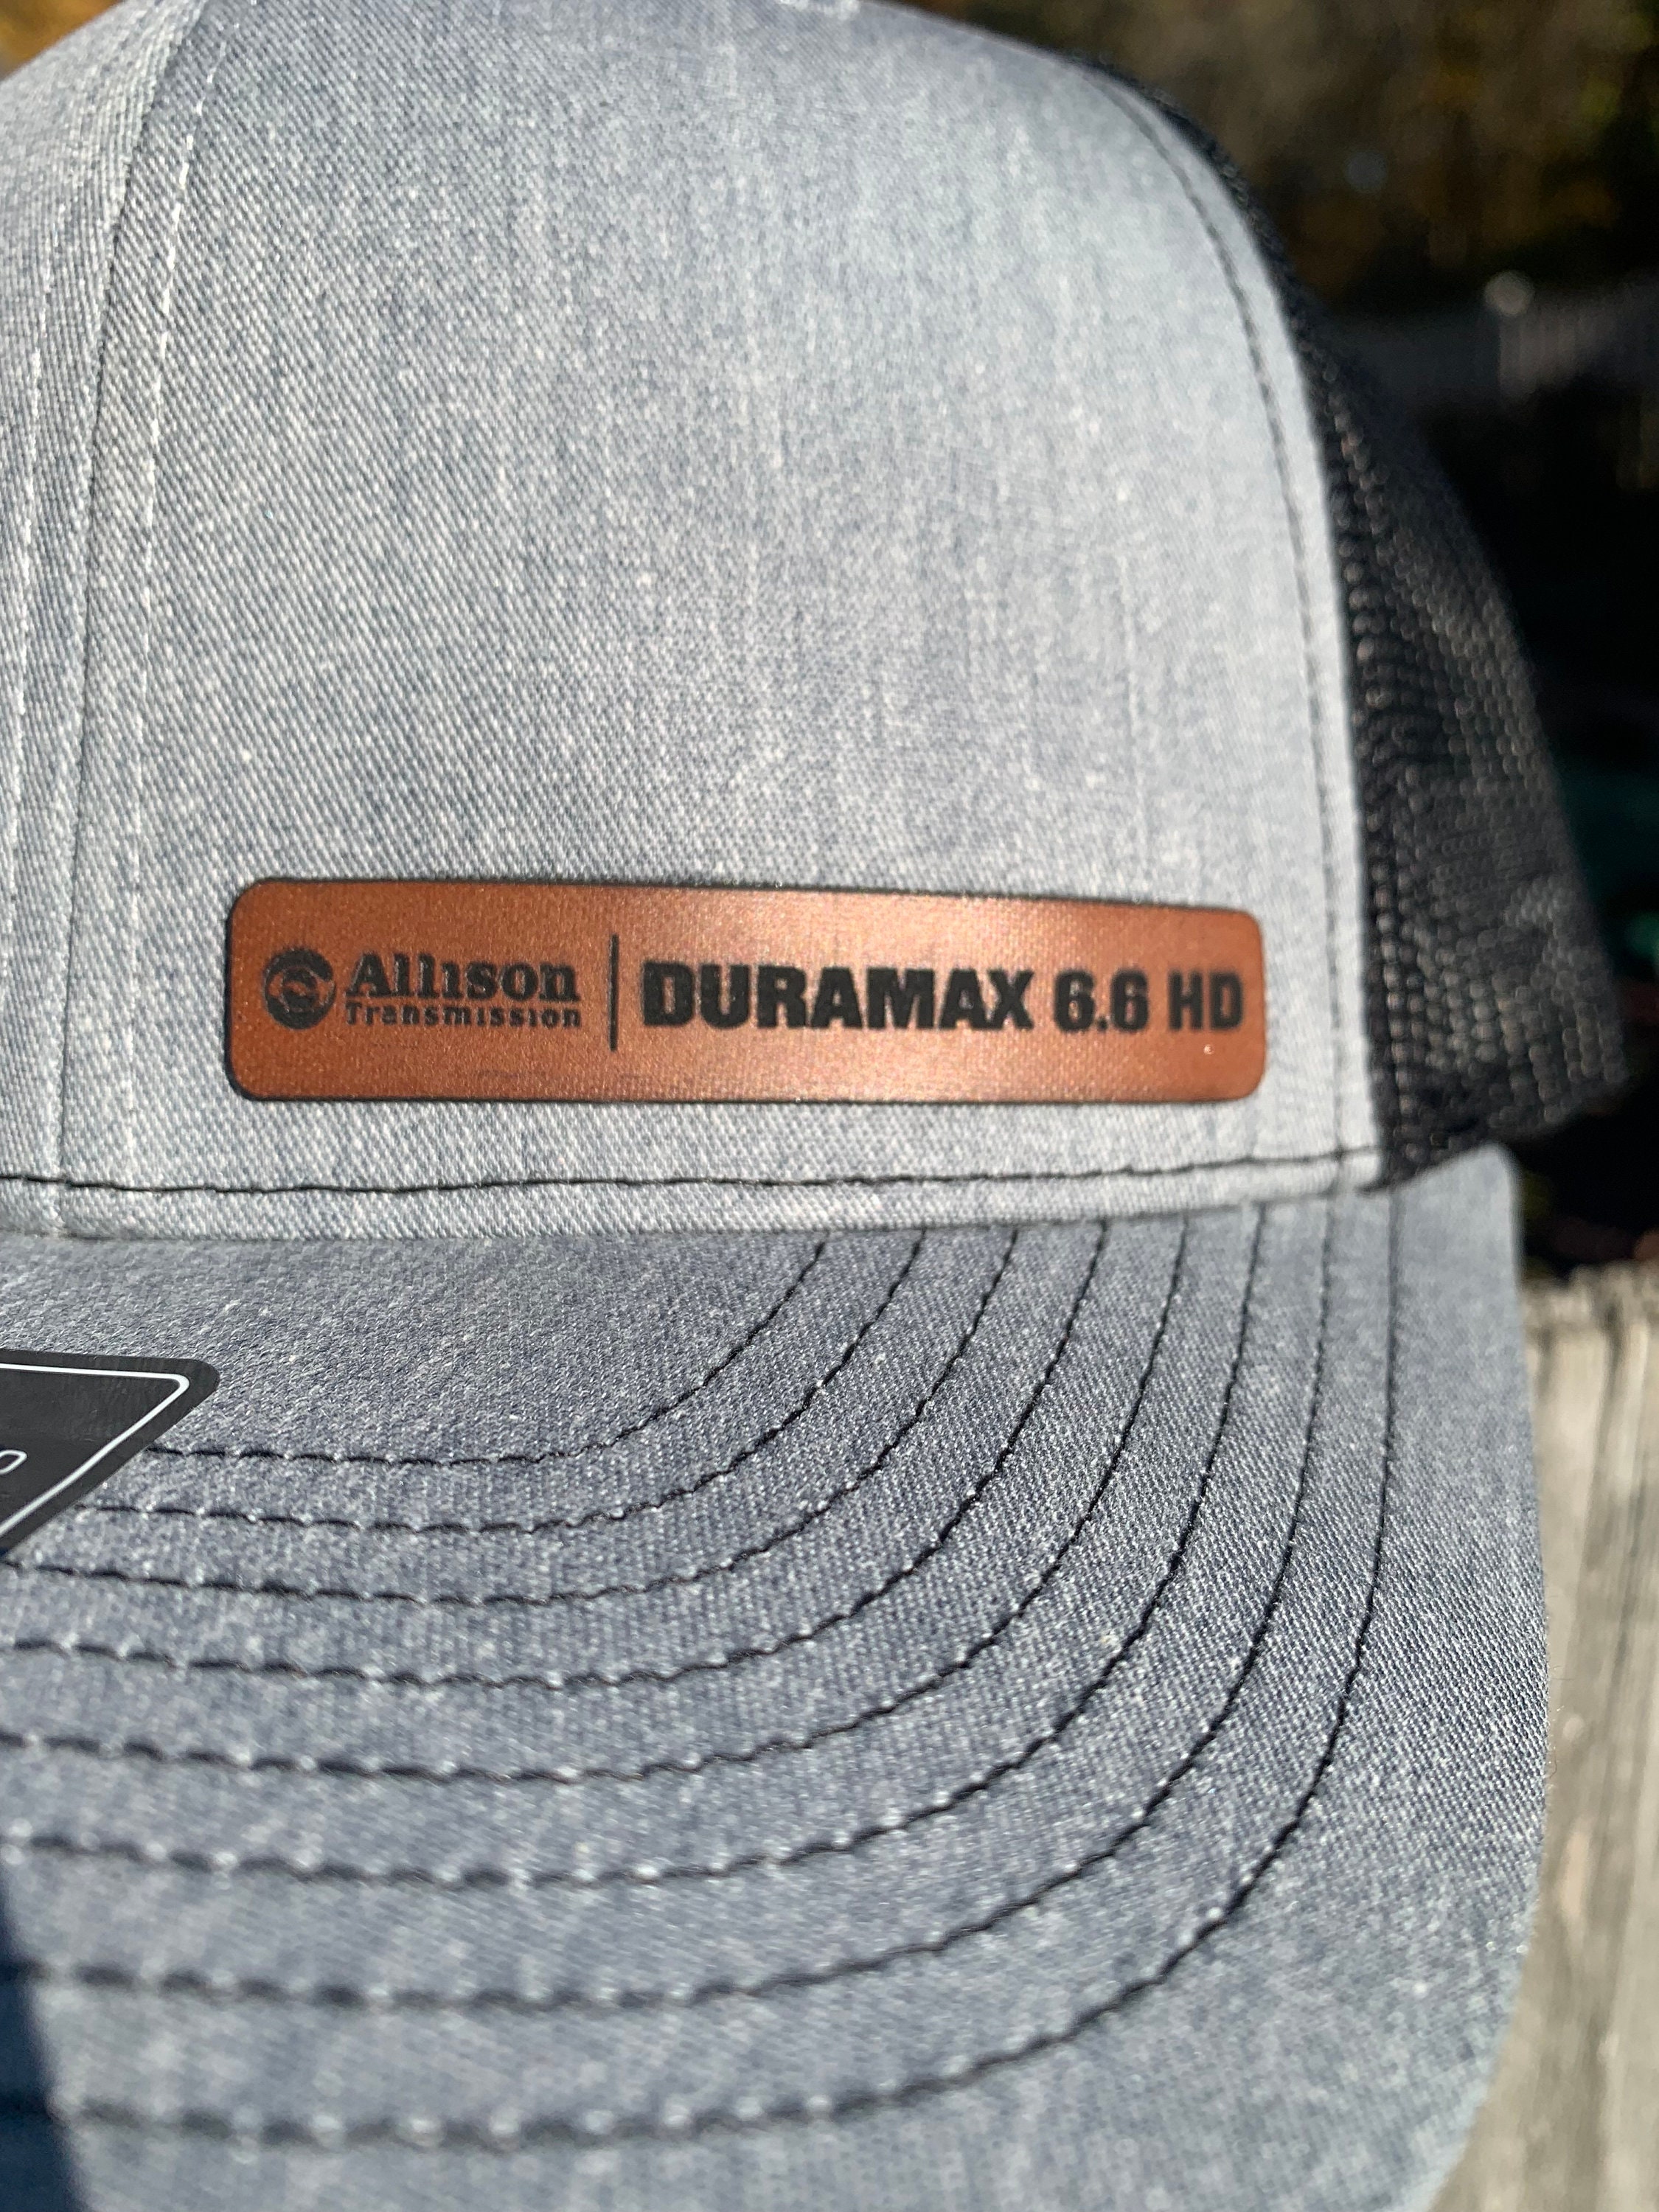 Allison
Transmission
DURAMAX 6.6 HD